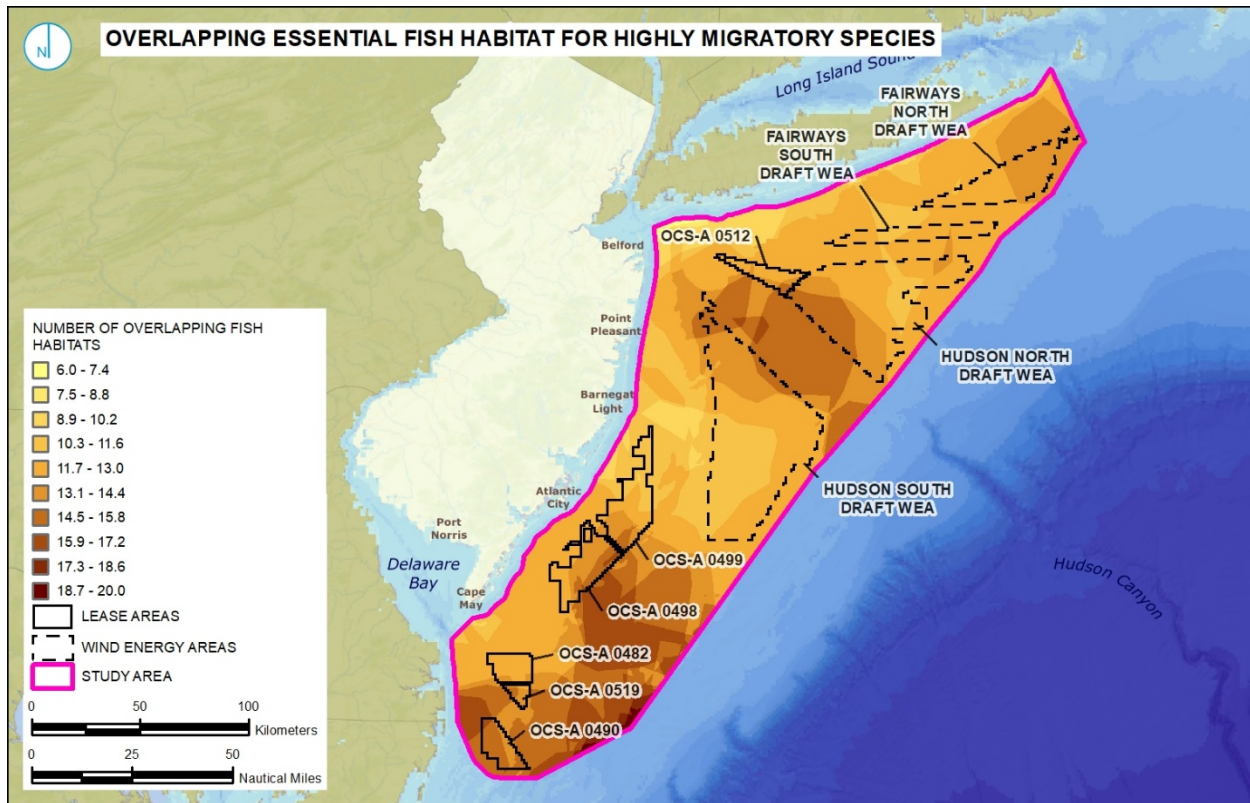 N
OVERLAPPING ESSENTIAL FISH HABITAT FOR HIGHLY MIGRATORY SPECIES
Long Island Sound
FAIRWAYS
NORTH
DRAFT WEA
FAIRWAYS
SOUTH
DRAFT WEA
OCS-A 0512
Belford
Point
Pleasant
HUDSON NORTH
DRAFT WEA
Barnegat
Light
HUDSON SOUTH
DRAFT WEA
Atlantic
City
Port
Norris
Delaware
Bay
Cape
May
OCS-A 0499
OCS-A 0498
Hudson Canyon
OCS-A 0482
OCS-A 0519
OCS-A 0490
NUMBER OF OVERLAPPING FISH
HABITATS
6.0 - 7.4
7.5 - 8.8
8.9 - 10.2
10.3 - 11.6
11.7 - 13.0
13.1 - 14.4
14.5 - 15.8
15.9 - 17.2
17.3 - 18.6
18.7 - 20.0
LEASE AREAS
WIND ENERGY AREAS
STUDY AREA
0 50 100
Kilometers
0 25 50
Nautical Miles